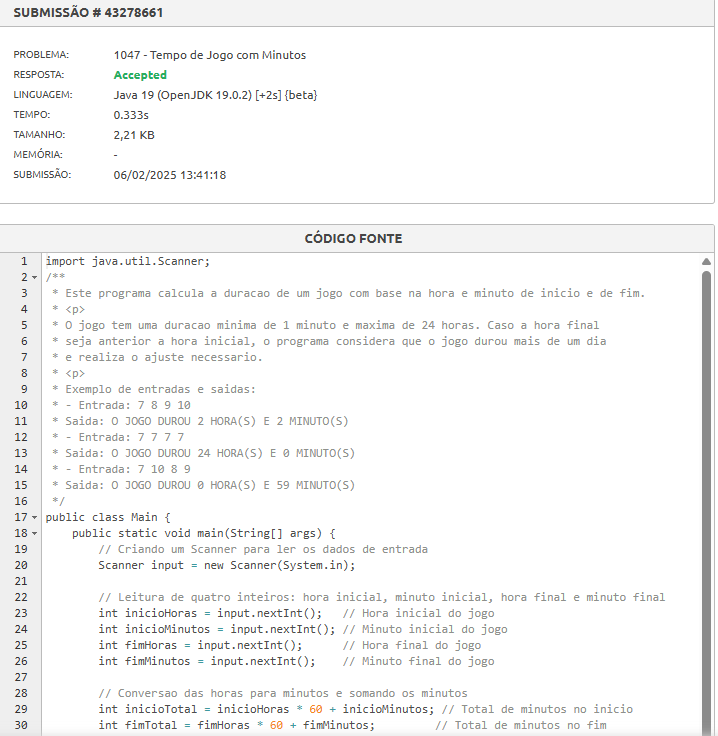 SUBMISSÃO # 43278661
PROBLEMA: 1047 - Tempo de Jogo com Minutos
RESPOSTA: Accepted
LINGUAGEM: Java 19 (OpenJDK 19.0.2) [+2s] {beta}
TEMPO: 0.333s
TAMANHO: 2,21 KB
MEMÓRIA: -
SUBMISSÃO: 06/02/2025 13:41:18
CÓDIGO FONTE
1 import java.util.Scanner;
2 /**
3  * Este programa calcula a duracao de um jogo com base na hora e minuto de inicio e de fim.
4  * <p>
5  * O jogo tem uma duracao minima de 1 minuto e maxima de 24 horas. Caso a hora final
6  * seja anterior a hora inicial, o programa considera que o jogo durou mais de um dia
7  * e realiza o ajuste necessario.
8  * <p>
9  * Exemplo de entradas e saidas:
10  * - Entrada: 7 8 9 10
11  * Saida: O JOGO DUROU 2 HORA(S) E 2 MINUTO(S)
12  * - Entrada: 7 7 7 7
13  * Saida: O JOGO DUROU 24 HORA(S) E 0 MINUTO(S)
14  * - Entrada: 7 10 8 9
15  * Saida: O JOGO DUROU 0 HORA(S) E 59 MINUTO(S)
16  */
17 public class Main {
18     public static void main(String[] args) {
19         // Criando um Scanner para ler os dados de entrada
20         Scanner input = new Scanner(System.in);
21
22         // Leitura de quatro inteiros: hora inicial, minuto inicial, hora final e minuto final
23         int inicioHoras = input.nextInt();   // Hora inicial do jogo
24         int inicioMinutos = input.nextInt(); // Minuto inicial do jogo
25         int fimHoras = input.nextInt();      // Hora final do jogo
26         int fimMinutos = input.nextInt();    // Minuto final do jogo
27
28         // Conversao das horas para minutos e somando os minutos
29         int inicioTotal = inicioHoras * 60 + inicioMinutos; // Total de minutos no inicio
30         int fimTotal = fimHoras * 60 + fimMinutos;         // Total de minutos no fim